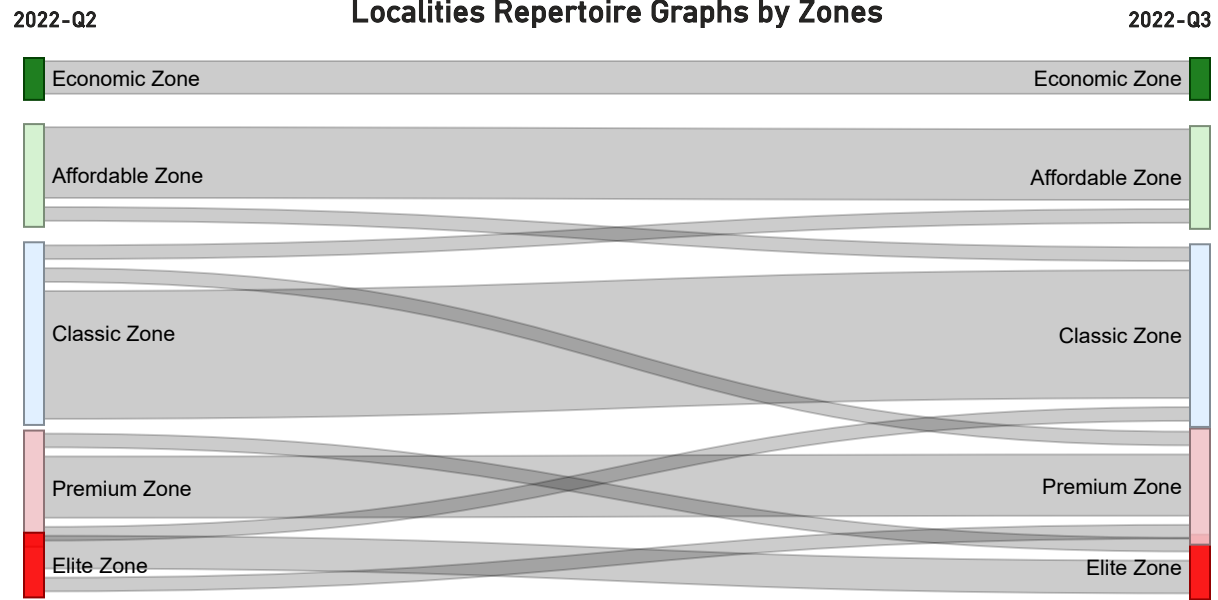 2022-Q2
Localities Repertoire Graphs by Zones
2022-Q3
Economic Zone
Economic Zone
Affordable Zone
Affordable Zone
Classic Zone
Classic Zone
Premium Zone
Premium Zone
Elite Zone
Elite Zone